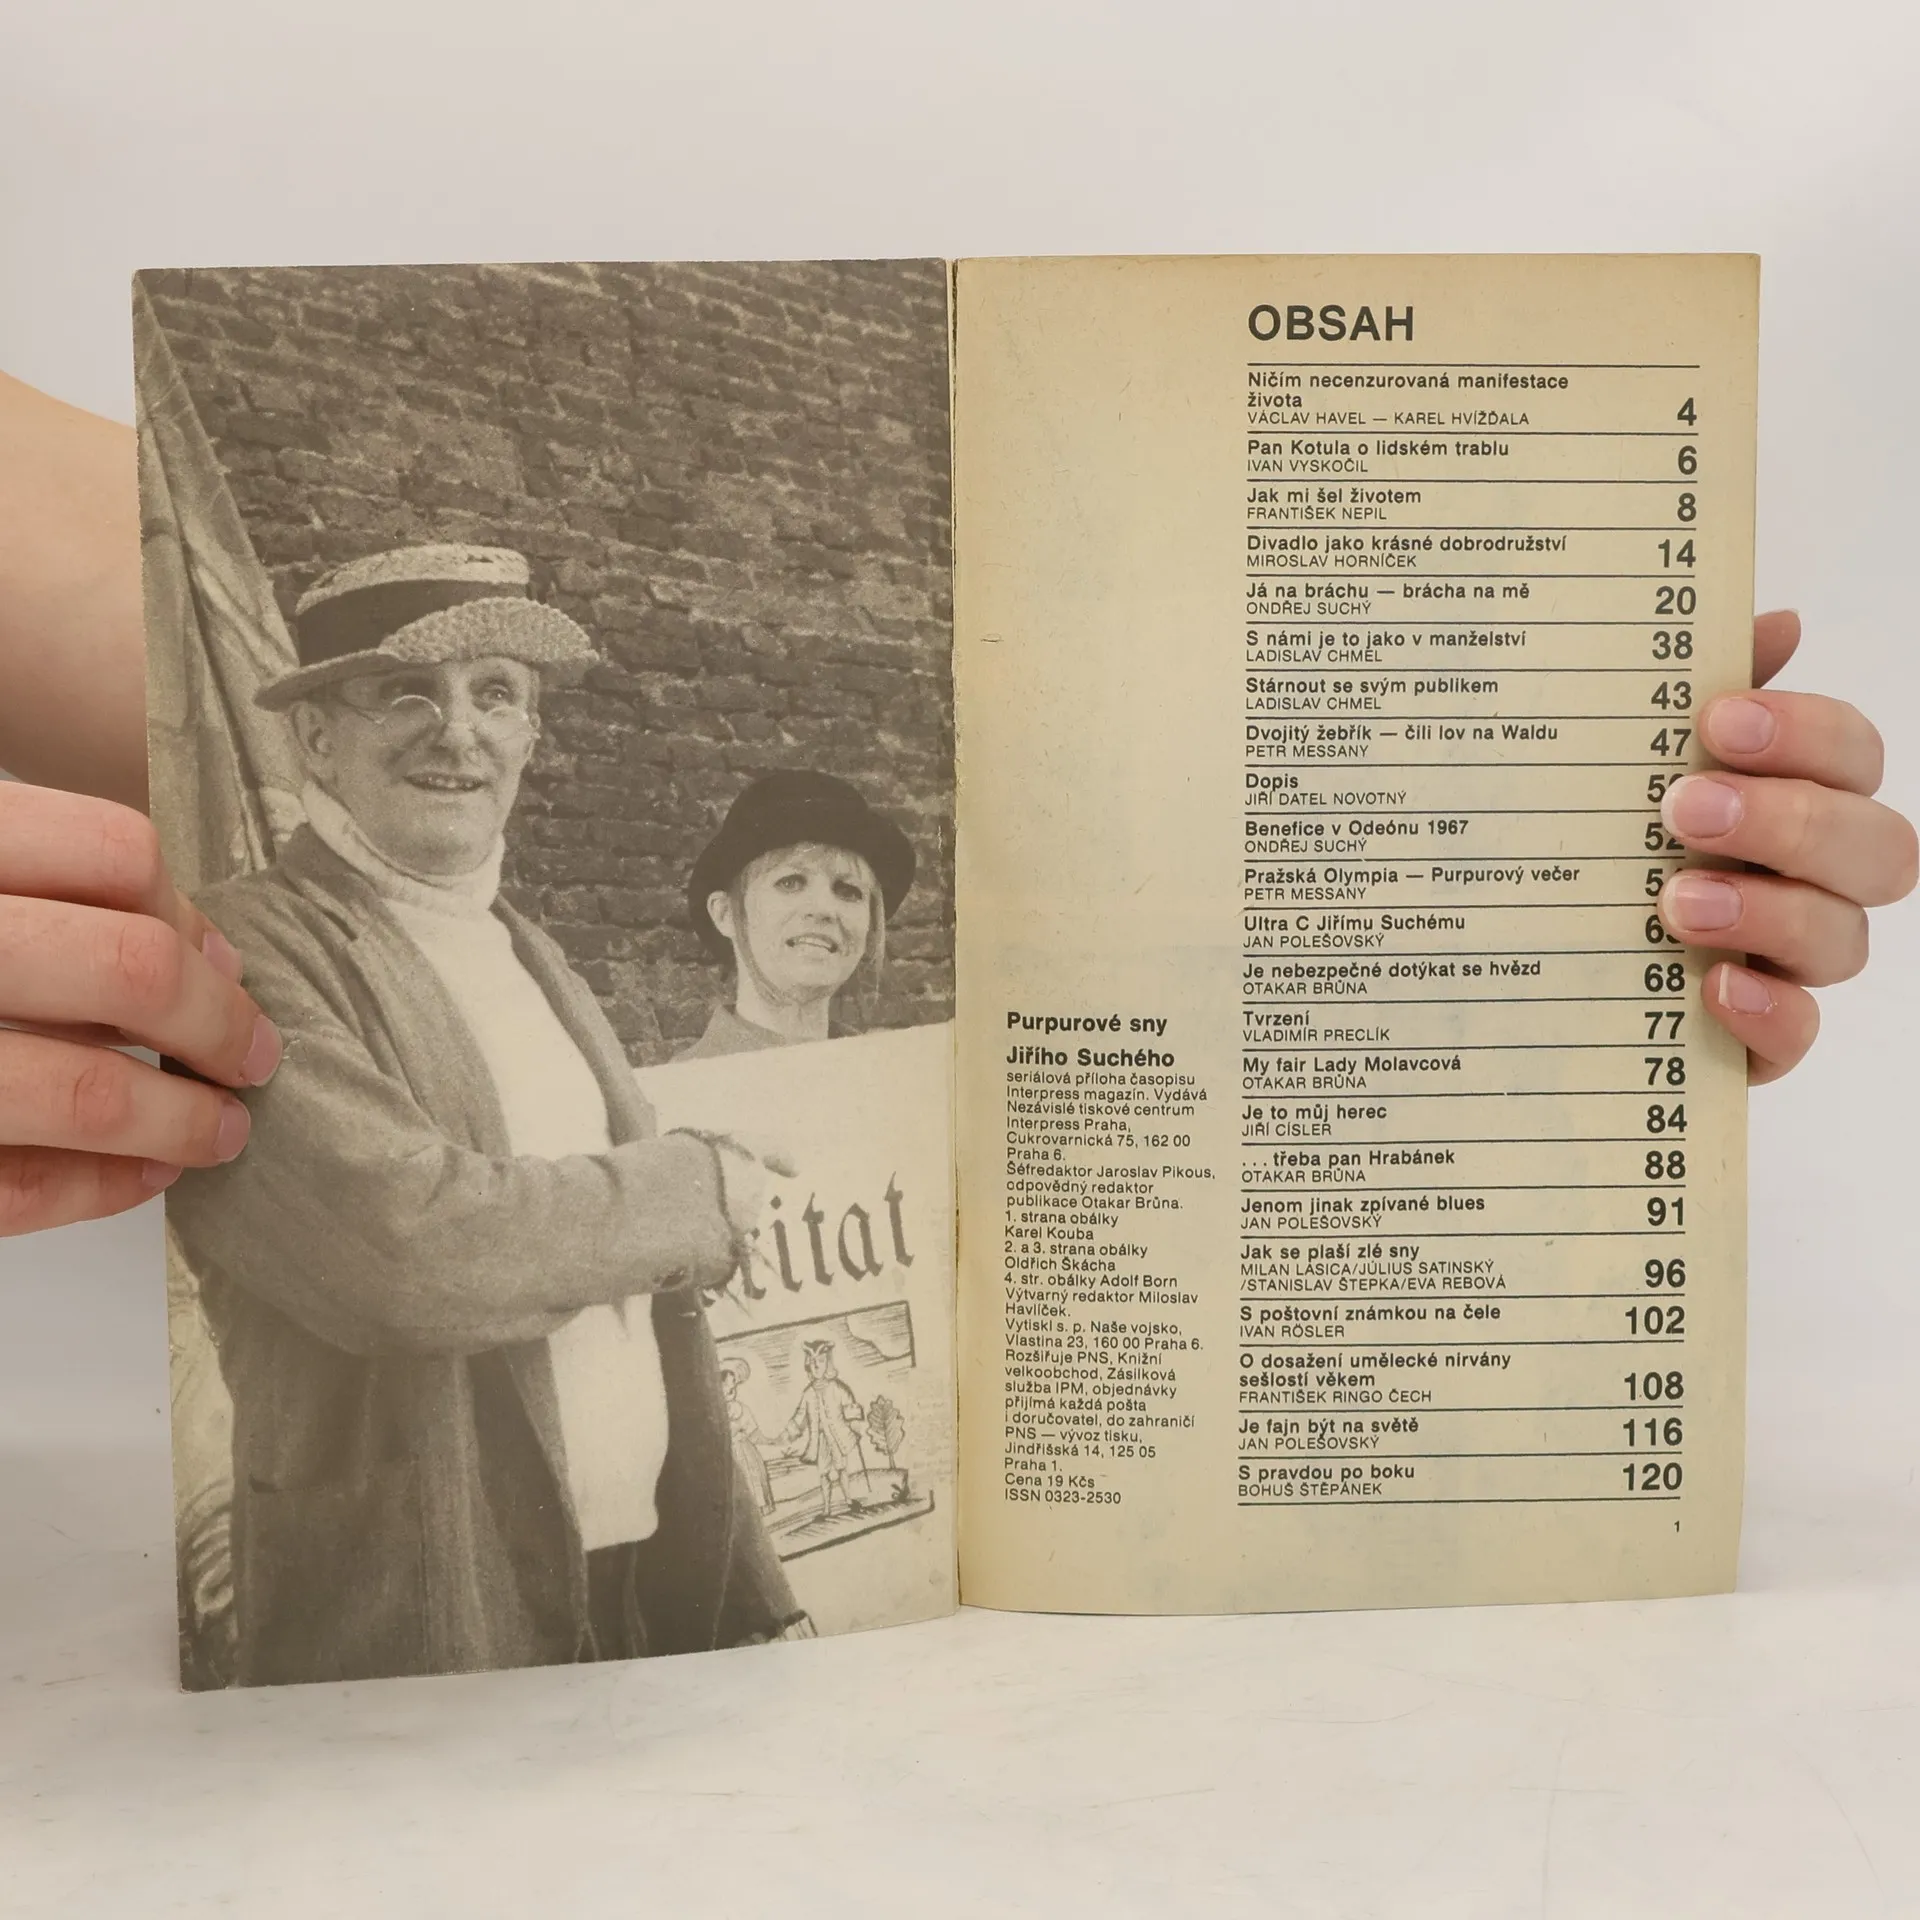 OBSAH
Ničím necenzurovaná manifestace
života
VÁCLAV HAVEL — KAREL HVÍŽĎALA 4
Pan Kotula o lidském trablu
IVAN VYSKOČIL 6
Jak mi šel životem
FRANTIŠEK NEPIL 8
Divadlo jako krásné dobrodružství
MIROSLAV HORNÍČEK 14
Já na bráchu — brácha na mě
ONDŘEJ SUCHÝ 20
S námi je to jako v manželství
LADISLAV CHMEL 38
Stárnout se svým publikem
LADISLAV CHMEL 43
Dvojitý žebřík — čili lov na Waldu
PETR MESSANY 47
Dopis
JIŘÍ DATEL NOVOTNÝ
Benefice v Odeónu 1967
ONDŘEJ SUCHÝ 52
Pražská Olympia — Purpurový večer
PETR MESSANY
Ultra C Jiřímu Suchému
JAN POLEŠOVSKÝ
Je nebezpečné dotýkat se hvězd
OTAKAR BRŮNA 68
Tvrzení
VLADIMÍR PRECLÍK 77
My fair Lady Molavcová
OTAKAR BRŮNA 78
Je to můj herec
JIŘÍ CÍSLER 84
...třeba pan Hrabánek
OTAKAR BRŮNA 88
Jenom jinak zpívané blues
JAN POLEŠOVSKÝ 91
Jak se plaší zlé sny
MILAN LASICA/JÚLIUS SATINSKÝ
/STANISLAV ŠTEPKA/EVA REBOVÁ 96
S poštovní známkou na čele
IVAN RÖSLER 102
O dosažení umělecké nirvány
sešlostí věkem
FRANTIŠEK RINGO ČECH 108
Je fajn být na světě
JAN POLEŠOVSKÝ 116
S pravdou po boku
BOHUŠ ŠTĚPÁNEK 120
Purpurové sny
Jiřího Suchého
seriálová příloha časopisu
Interpress magazín. Vydává
Nezávislé tiskové centrum
Interpress Praha,
Cukrovarnická 75, 162 00
Praha 6.
Šéfredaktor Jaroslav Pikous,
odpovědný redaktor
publikace Otakar Brůna.
1. strana obálky
Karel Kouba
2. a 3. strana obálky
Oldřich Škácha
4. str. obálky Adolf Born
Výtvarný redaktor Miloslav
Havlíček.
Vytiskl s. p. Naše vojsko,
Vlastina 23, 160 00 Praha 6.
Rozšiřuje PNS, Knižní
velkoobchod, Zásilková
služba IPM, objednávky
přijímá každá pošta
i doručovatel, do zahraničí
PNS — vývoz tisku,
Jindřišská 14, 125 05
Praha 1.
Cena 19 Kčs
ISSN 0323-2530
1